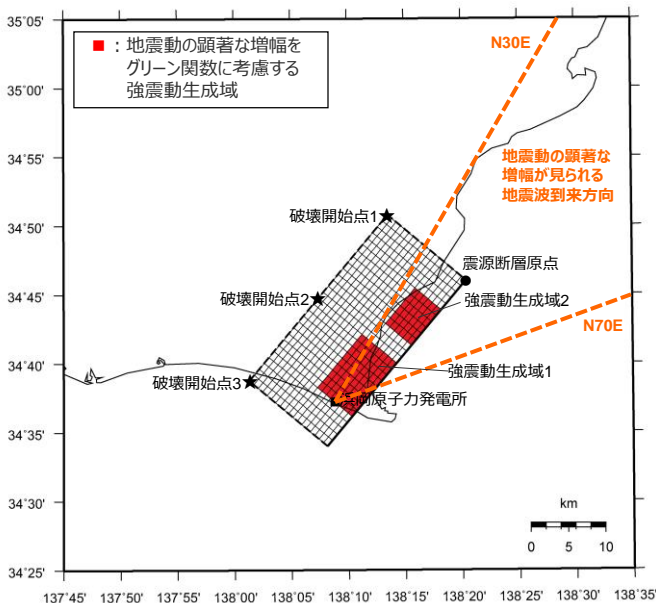 ■ : 地震動の顕著な増幅を
グリーン関数に考慮する
強震動生成域
N30E
地震動の顕著な
増幅が見られる
地震波到来方向
破壊開始点1
震源断層原点
破壊開始点2
強震動生成域2
N70E
破壊開始点3
強震動生成域1
岡原子力発電所
km
0 5 10
35˚05'
35˚00'
34˚55'
34˚50'
34˚45'
34˚40'
34˚35'
34˚30'
34˚25'
137˚45' 137˚50' 137˚55' 138˚00' 138˚05' 138˚10' 138˚15' 138˚20' 138˚25' 138˚30' 138˚35'